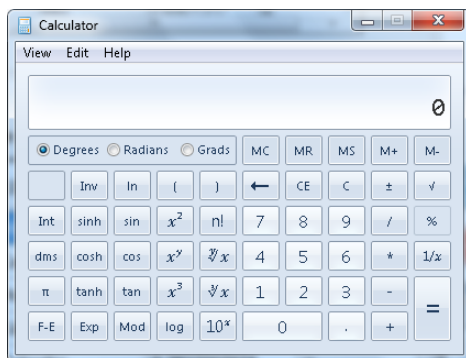 Calculator
View Edit Help
0
Degrees Radians Grads MC MR MS M+ M-
Inv ln ( ) ← CE C ± √
Int sinh sin x² n! 7 8 9 / %
dms cosh cos xʸ ʸ√x 4 5 6 * 1/x
π tanh tan x³ ³√x 1 2 3 - =
F-E Exp Mod log 10ˣ 0 . +